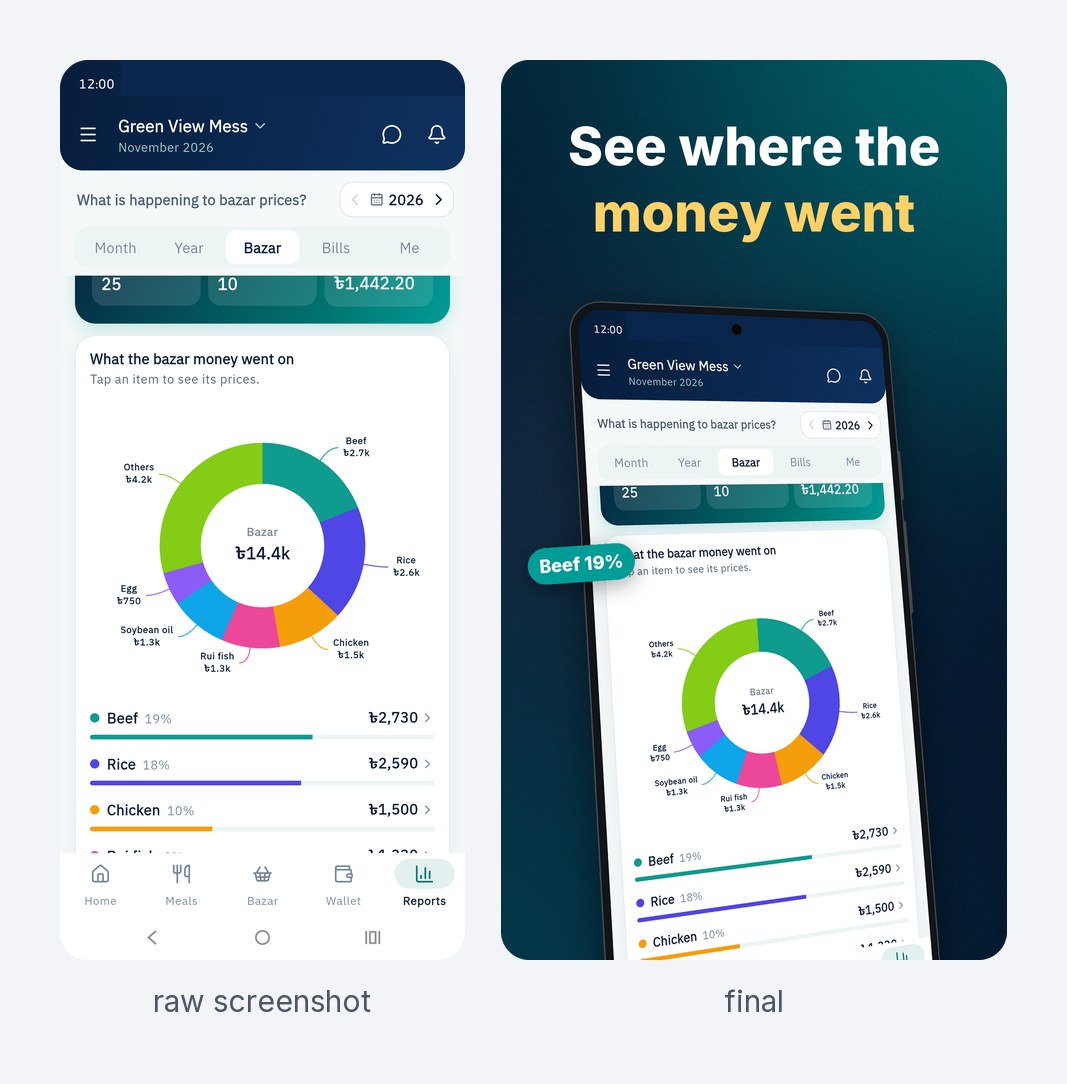 12:00
Green View Mess
November 2026
What is happening to bazar prices?
2026
Month Year Bazar Bills Me
25 10 ৳1,442.20
What the bazar money went on
Tap an item to see its prices.
Beef
৳2.7k
Others
৳4.2k
Bazar
৳14.4k
Rice
৳2.6k
Egg
৳750
Soybean oil
৳1.3k
Chicken
৳1.5k
Rui fish
৳1.3k
Beef 19% ৳2,730
Rice 18% ৳2,590
Chicken 10% ৳1,500
Home Meals Bazar Wallet Reports
raw screenshot
See where the
money went
12:00
Green View Mess
November 2026
What is happening to bazar prices?
2026
Month Year Bazar Bills Me
25 10 ৳1,442.20
Beef 19%
at the bazar money went on
an item to see its prices.
Beef
৳2.7k
Others
৳4.2k
Bazar
৳14.4k
Rice
৳2.6k
Egg
৳750
Soybean oil
৳1.3k
Chicken
৳1.5k
Rui fish
৳1.3k
Beef 19% ৳2,730
Rice 18% ৳2,590
Chicken 10% ৳1,500
final